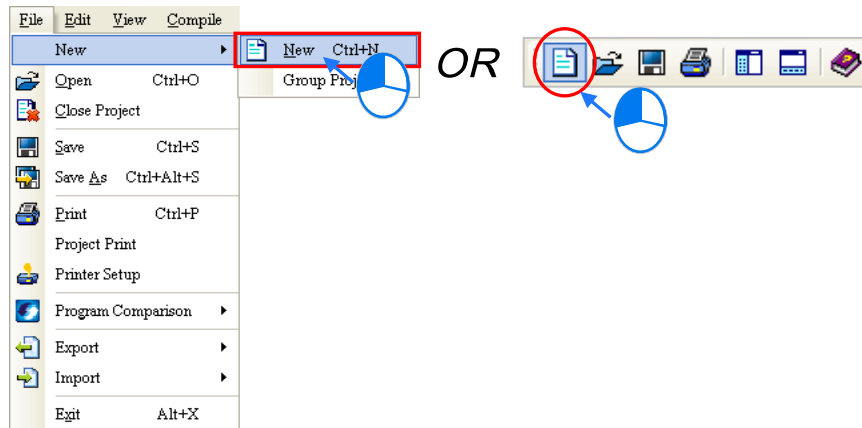 File Edit View Compile
New
New Ctrl+N
Group Proj
OR
Open Ctrl+O
Close Project
Save Ctrl+S
Save As Ctrl+Alt+S
Print Ctrl+P
Project Print
Printer Setup
Program Comparison
Export
Import
Exit Alt+X